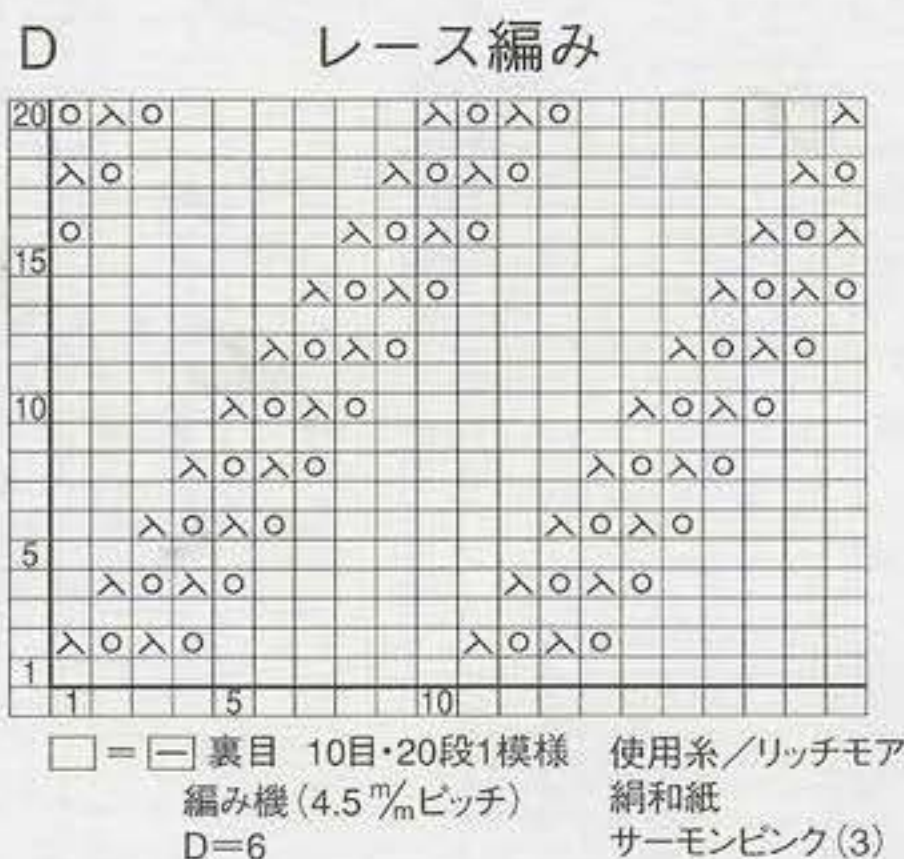 D レース編み
20
15
10
5
1
1 5 10
□=⊟裏目 10目・20段1模様
編み機(4.5m/mピッチ)
D=6
使用糸/リッチモア
絹和紙
サーモンピンク(3)